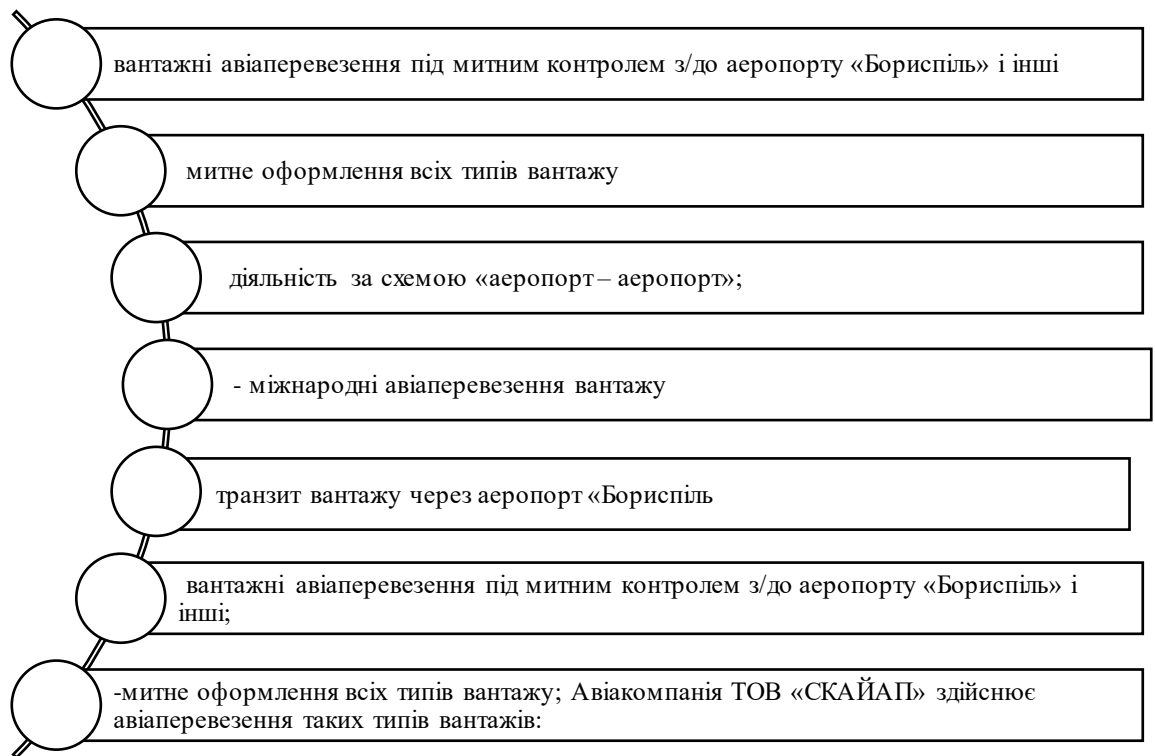 вантажні авіаперевезення під митним контролем з/до аеропорту «Бориспіль» і інші
митне оформлення всіх типів вантажу
діяльність за схемою «аеропорт – аеропорт»;
- міжнародні авіаперевезення вантажу
транзит вантажу через аеропорт «Бориспіль
вантажні авіаперевезення під митним контролем з/до аеропорту «Бориспіль» і
інші;
-митне оформлення всіх типів вантажу; Авіакомпанія ТОВ «СКАЙАП» здійснює
авіаперевезення таких типів вантажів: